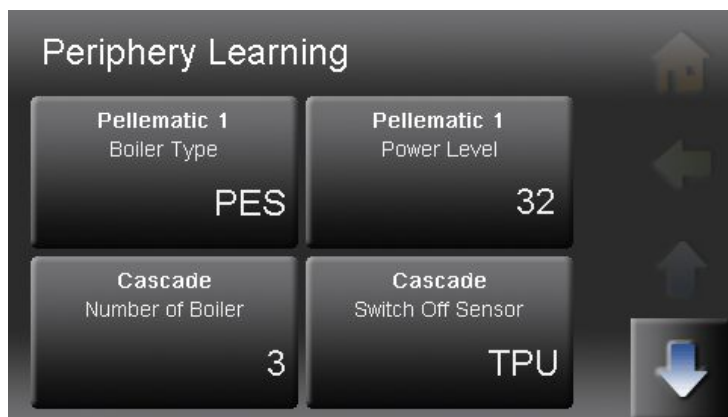 Periphery Learning
Pellematic 1
Boiler Type
PES
Pellematic 1
Power Level
32
Cascade
Number of Boiler
3
Cascade
Switch Off Sensor
TPU